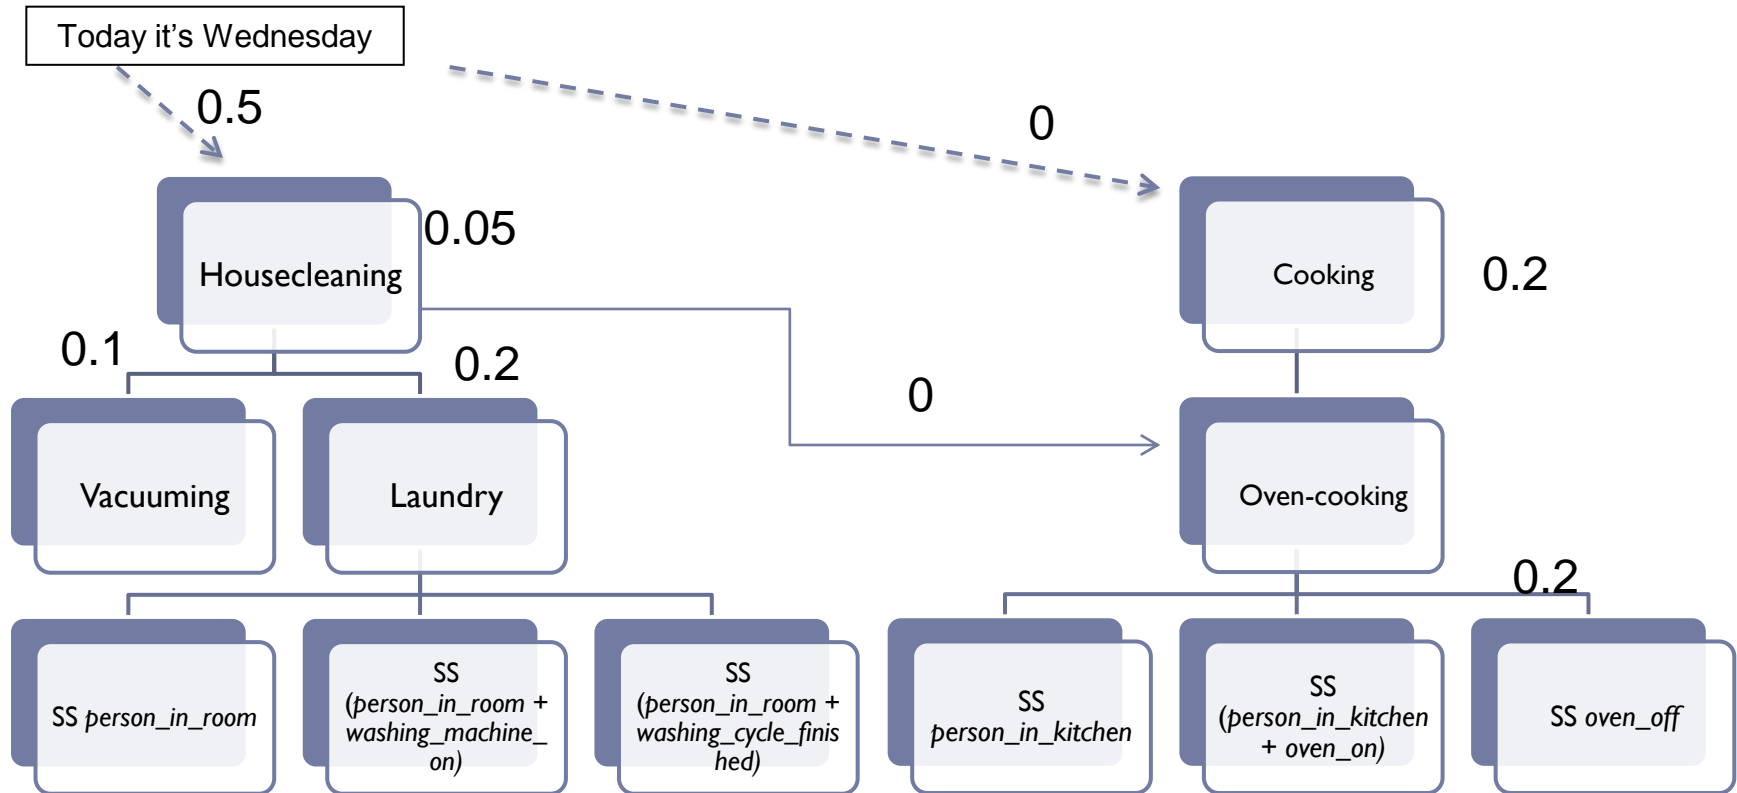 Today it's Wednesday
0.5
0
0.05
Housecleaning
Cooking
0.2
0.1
0.2
0
Vacuuming
Laundry
Oven-cooking
0.2
SS person_in_room
SS
(person_in_room +
washing_machine_
on)
SS
(person_in_room +
washing_cycle_finis
hed)
SS
person_in_kitchen
SS
(person_in_kitchen
+ oven_on)
SS oven_off